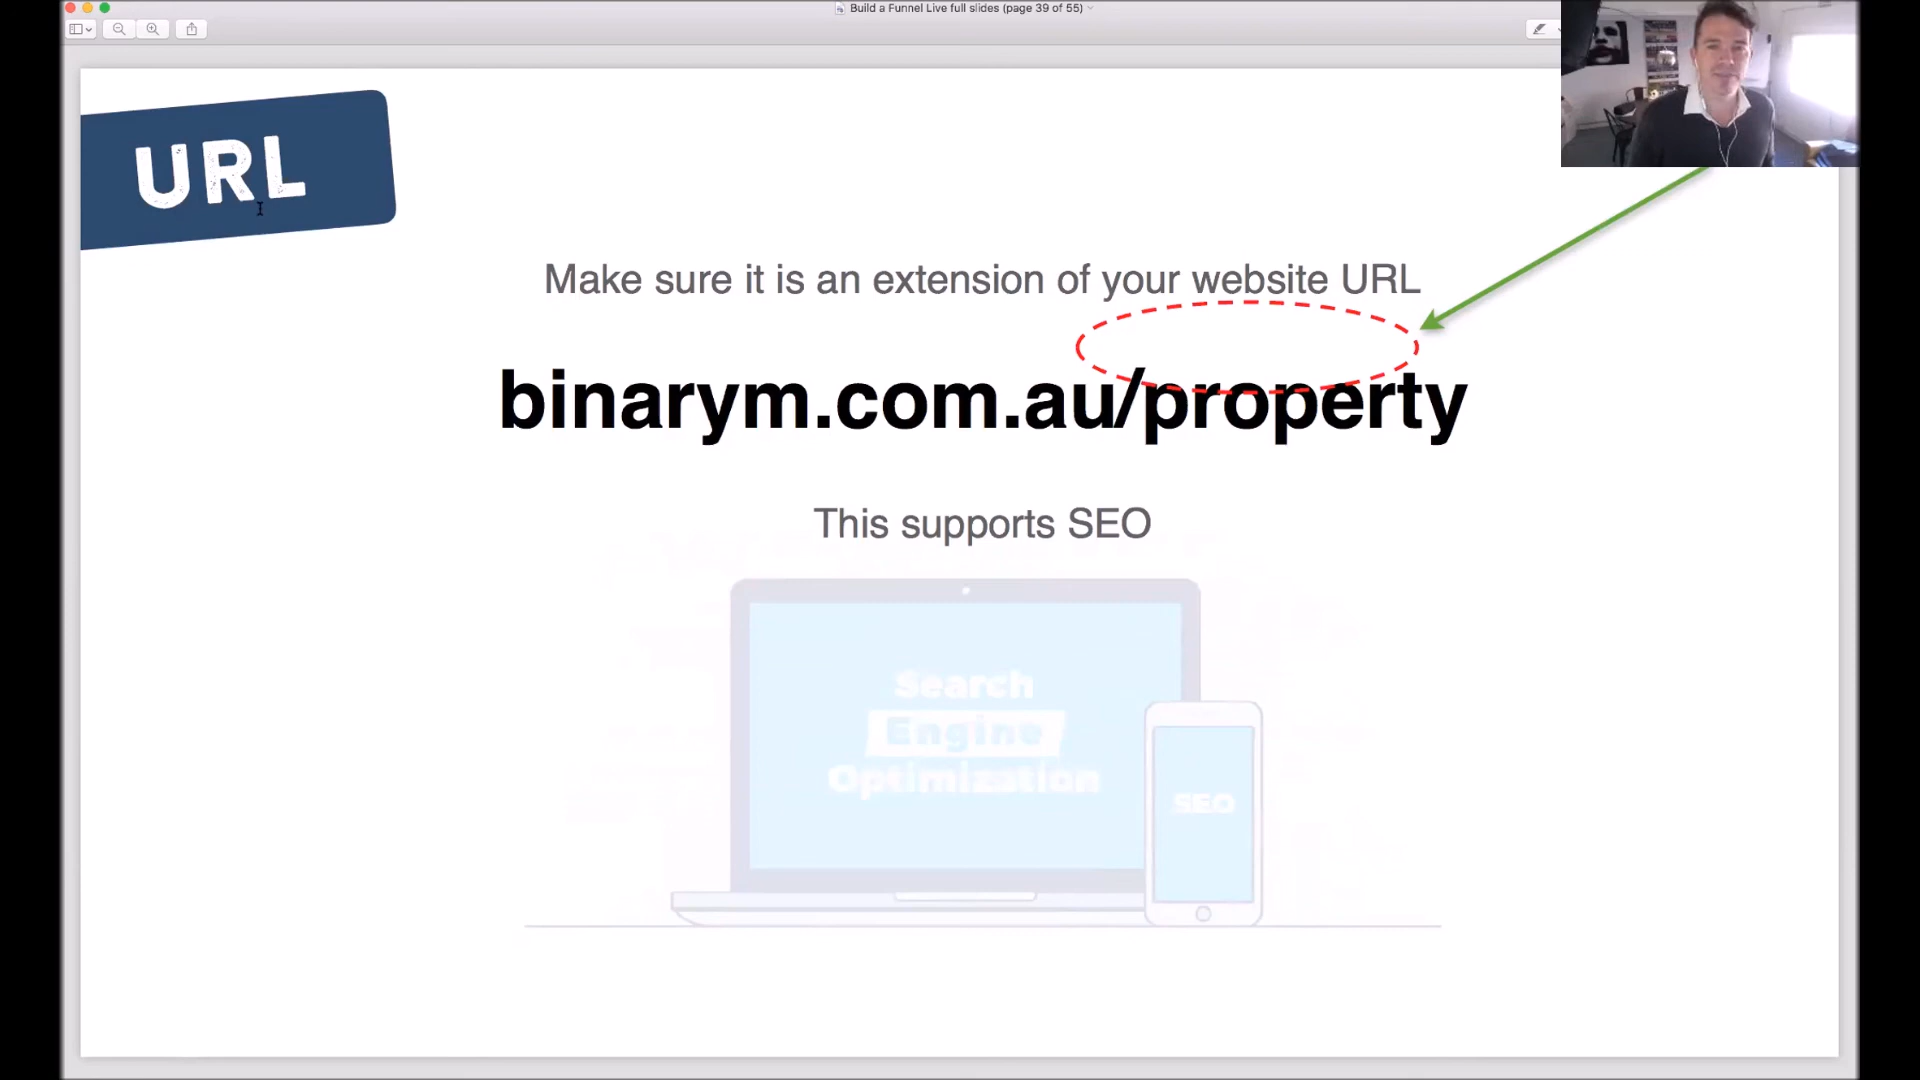 Build a Funnel Live full slides (page 39 of 55)
URL
Make sure it is an extension of your website URL
binarym.com.au/property
This supports SEO
Search
Engine
Optimization
SEO